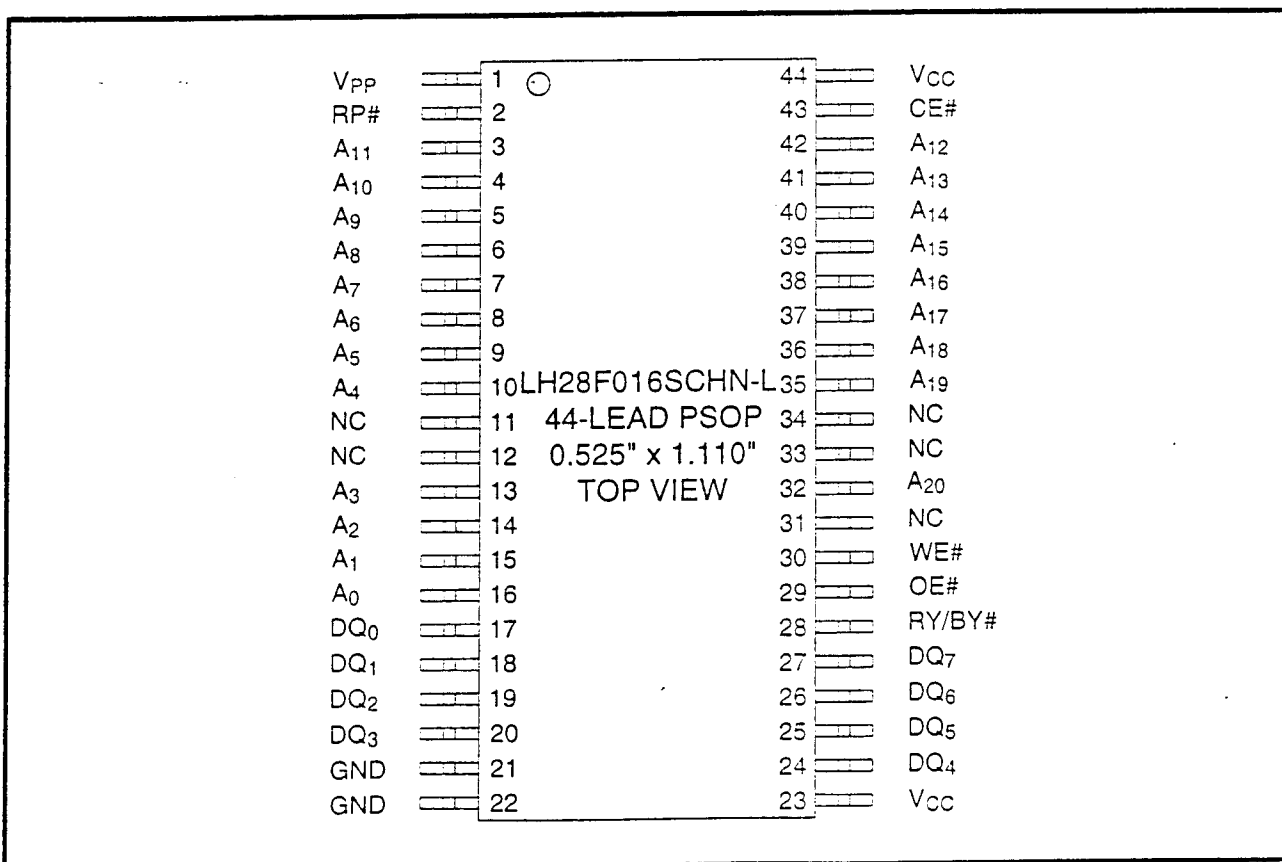 VPP 1 44 VCC
RP# 2 43 CE#
A11 3 42 A12
A10 4 41 A13
A9 5 40 A14
A8 6 39 A15
A7 7 38 A16
A6 8 37 A17
A5 9 36 A18
A4 10 LH28F016SCHN-L 35 A19
NC 11 44-LEAD PSOP 34 NC
NC 12 0.525" x 1.110" 33 NC
A3 13 TOP VIEW 32 A20
A2 14 31 NC
A1 15 30 WE#
A0 16 29 OE#
DQ0 17 28 RY/BY#
DQ1 18 27 DQ7
DQ2 19 26 DQ6
DQ3 20 25 DQ5
GND 21 24 DQ4
GND 22 23 VCC